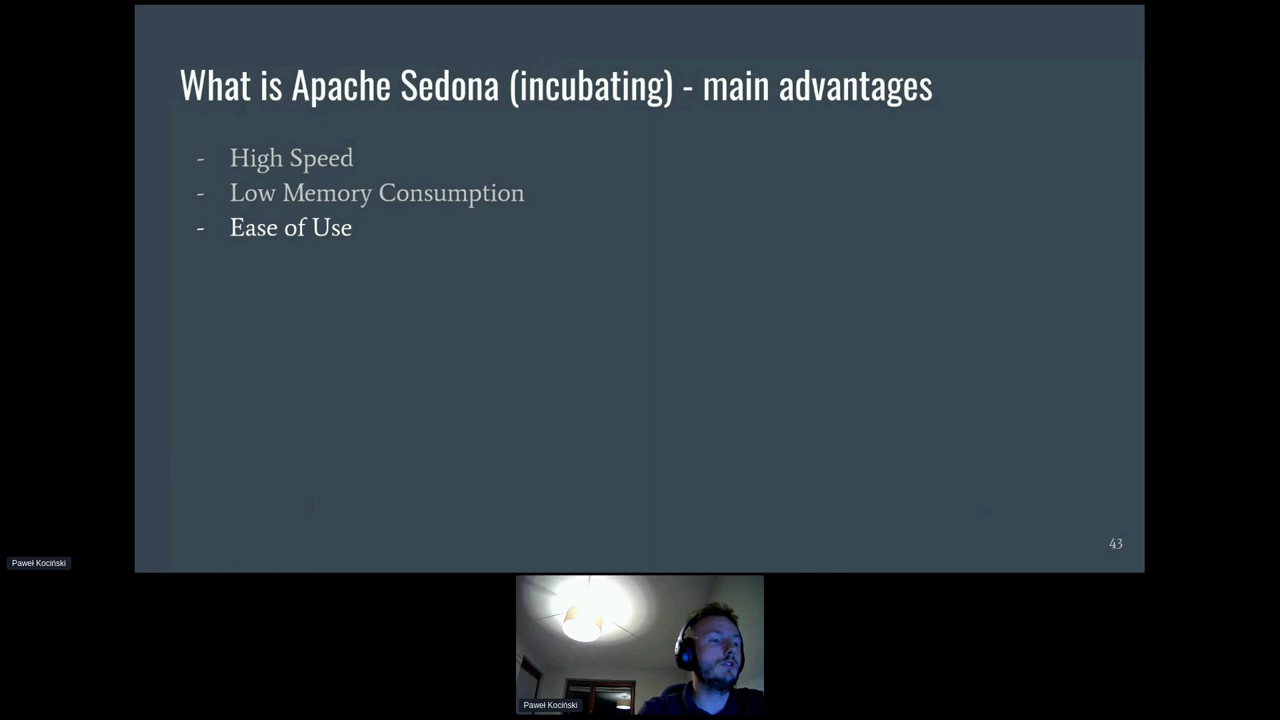 What is Apache Sedona (incubating) - main advantages
- High Speed
- Low Memory Consumption
- Ease of Use
43
Paweł Kociński
Paweł Kociński